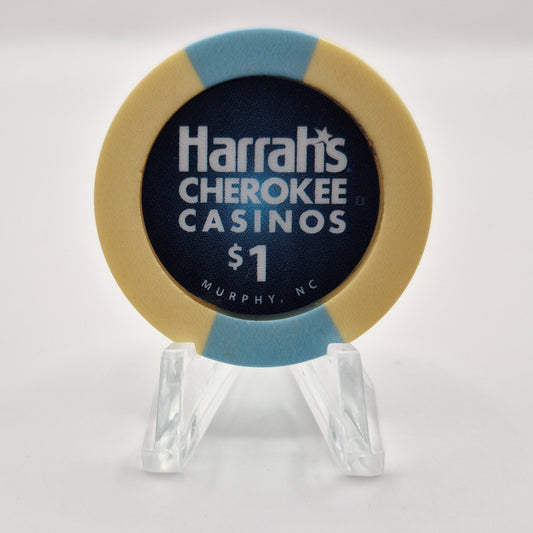 Harrah's
CHEROKEE
CASINOS
$1
MURPHY, NC